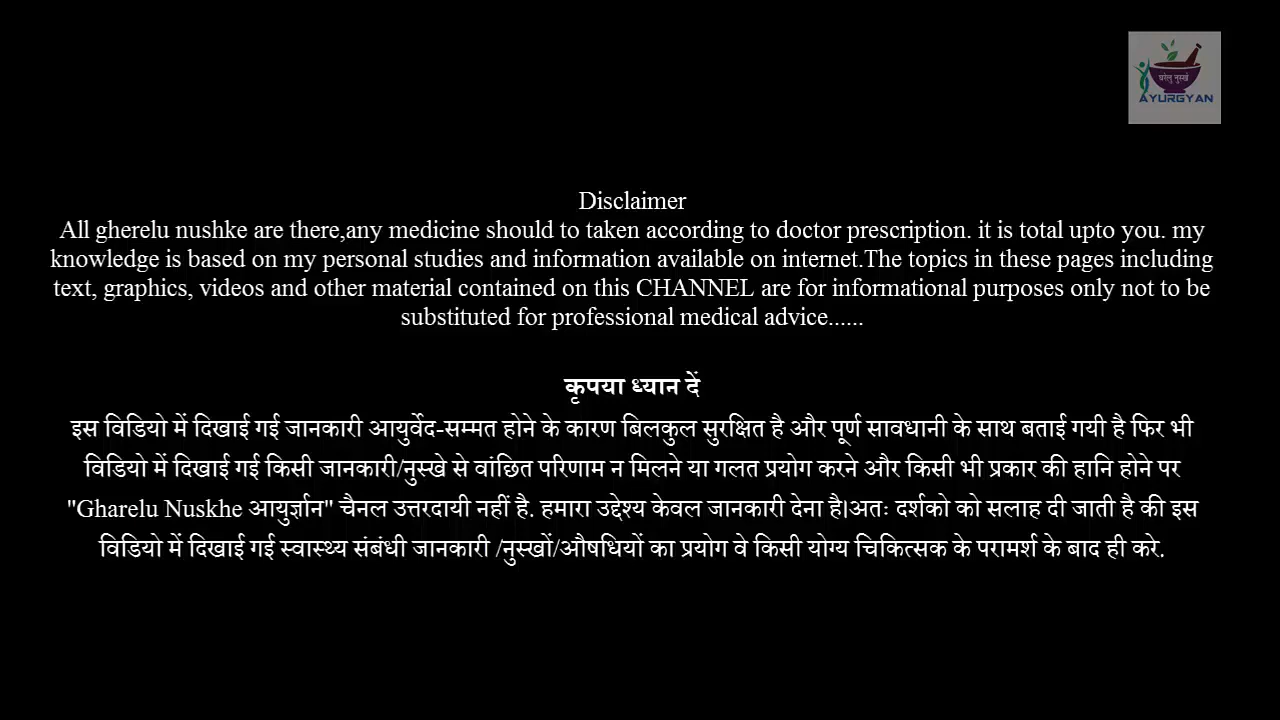 घरेलु नुस्खे
AYURGYAN
Disclaimer
All gherelu nushke are there,any medicine should to taken according to doctor prescription. it is total upto you. my
knowledge is based on my personal studies and information available on internet.The topics in these pages including
text, graphics, videos and other material contained on this CHANNEL are for informational purposes only not to be
substituted for professional medical advice......
कृपया ध्यान दें
इस विडियो में दिखाई गई जानकारी आयुर्वेद-सम्मत होने के कारण बिलकुल सुरक्षित है और पूर्ण सावधानी के साथ बताई गयी है फिर भी
विडियो में दिखाई गई किसी जानकारी/नुस्खे से वांछित परिणाम न मिलने या गलत प्रयोग करने और किसी भी प्रकार की हानि होने पर
"Gharelu Nuskhe आयुर्ज्ञान" चैनल उत्तरदायी नहीं है. हमारा उद्देश्य केवल जानकारी देना है।अतः दर्शको को सलाह दी जाती है की इस
विडियो में दिखाई गई स्वास्थ्य संबंधी जानकारी /नुस्खों/औषधियों का प्रयोग वे किसी योग्य चिकित्सक के परामर्श के बाद ही करे.